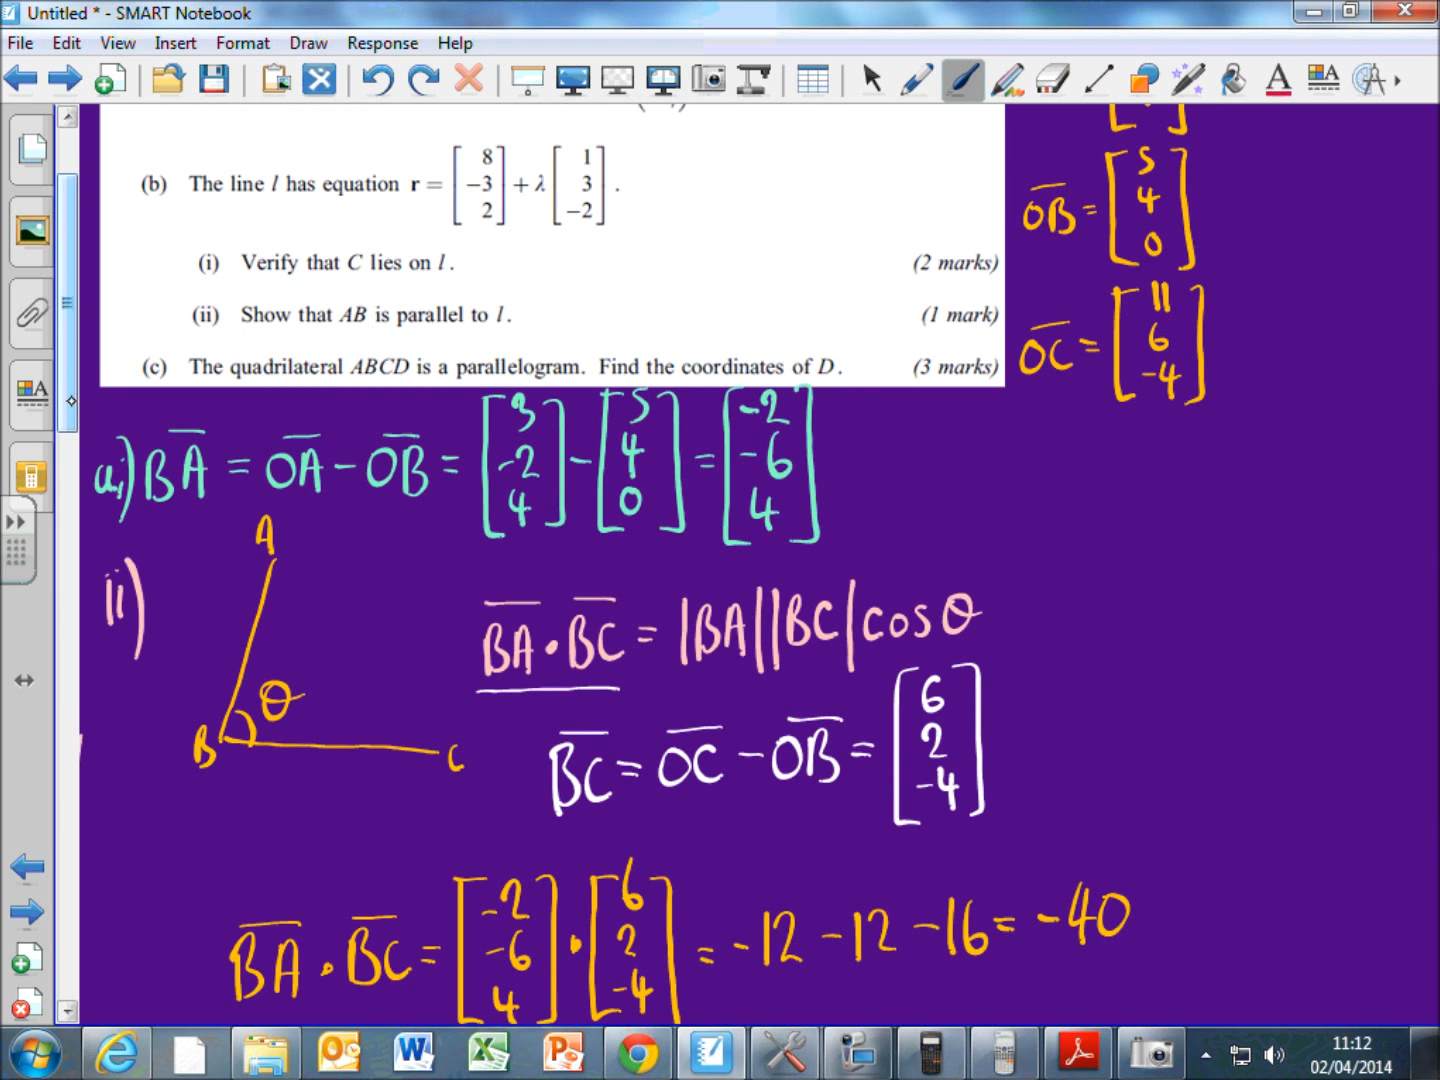 Untitled * - SMART Notebook
File Edit View Insert Format Draw Response Help
(b) The line l has equation r = [8 -3 2] + λ [1 3 -2] .
(i) Verify that C lies on l . (2 marks)
(ii) Show that AB is parallel to l . (1 mark)
(c) The quadrilateral ABCD is a parallelogram. Find the coordinates of D . (3 marks)
OB = [5 4 0]
OC = [11 6 -4]
a i) BA = OA - OB = [3 -2 4] - [5 4 0] = [-2 -6 4]
ii)
A
θ
B
C
BA . BC = |BA||BC| cos θ
BC = OC - OB = [6 2 -4]
BA . BC = [-2 -6 4] . [6 2 -4] = -12 - 12 - 16 = -40
11:12
02/04/2014